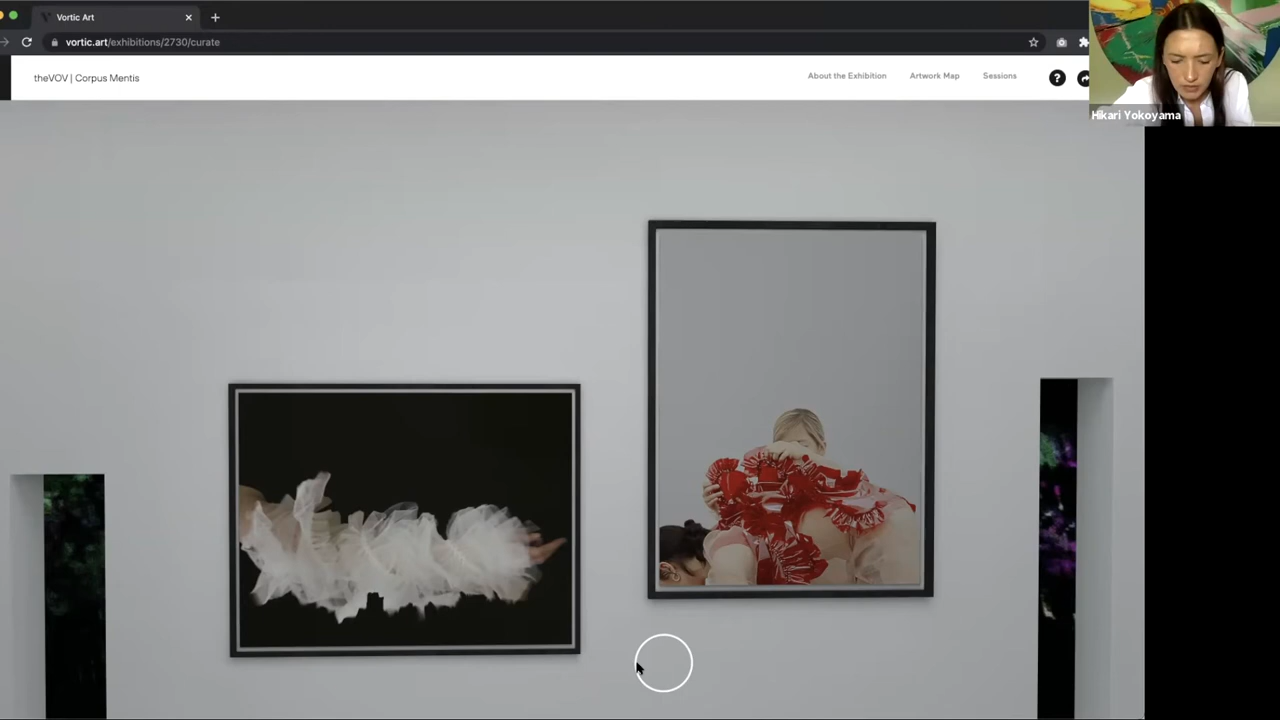 Vortic Art
vortic.art/exhibitions/2730/curate
theVOV | Corpus Mentis
About the Exhibition
Artwork Map
Sessions
?
Hikari Yokoyama